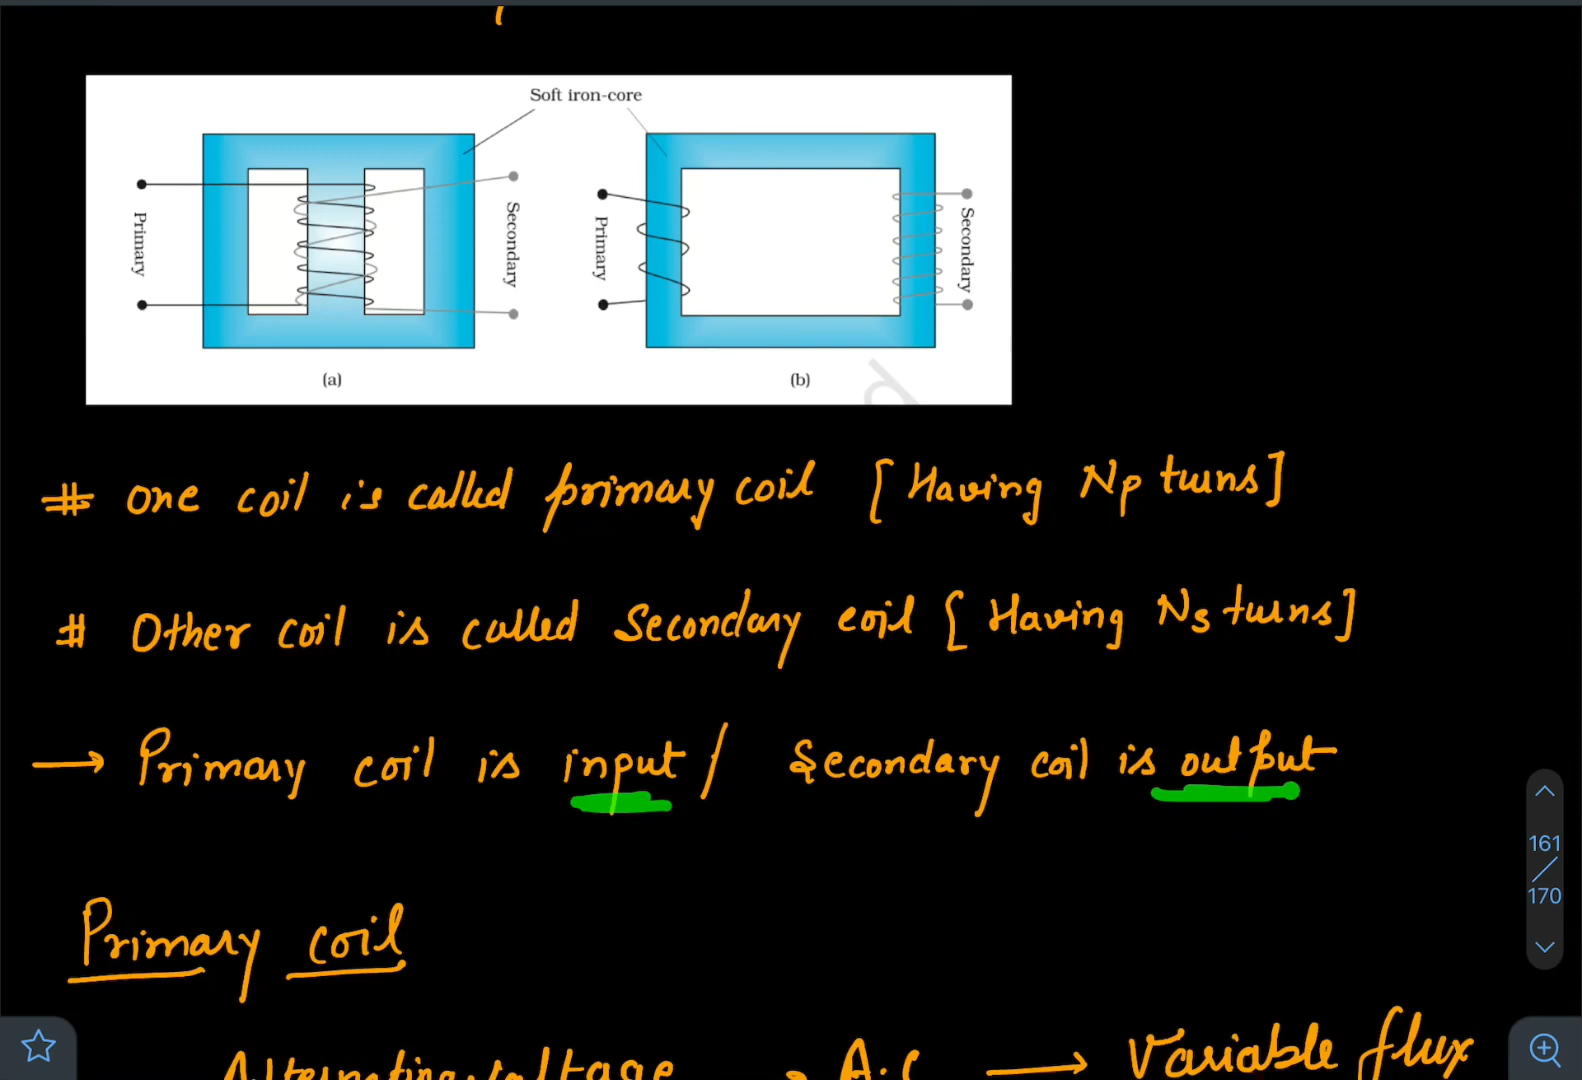 Soft iron-core
Primary
Secondary
Primary
Secondary
(a)
(b)
# One coil is called primary coil [Having Np turns]
# Other coil is called Secondary coil [Having Ns turns]
→ Primary coil is input / Secondary coil is output
161
/
170
Primary coil
Alternating voltage → A.C → Variable flux